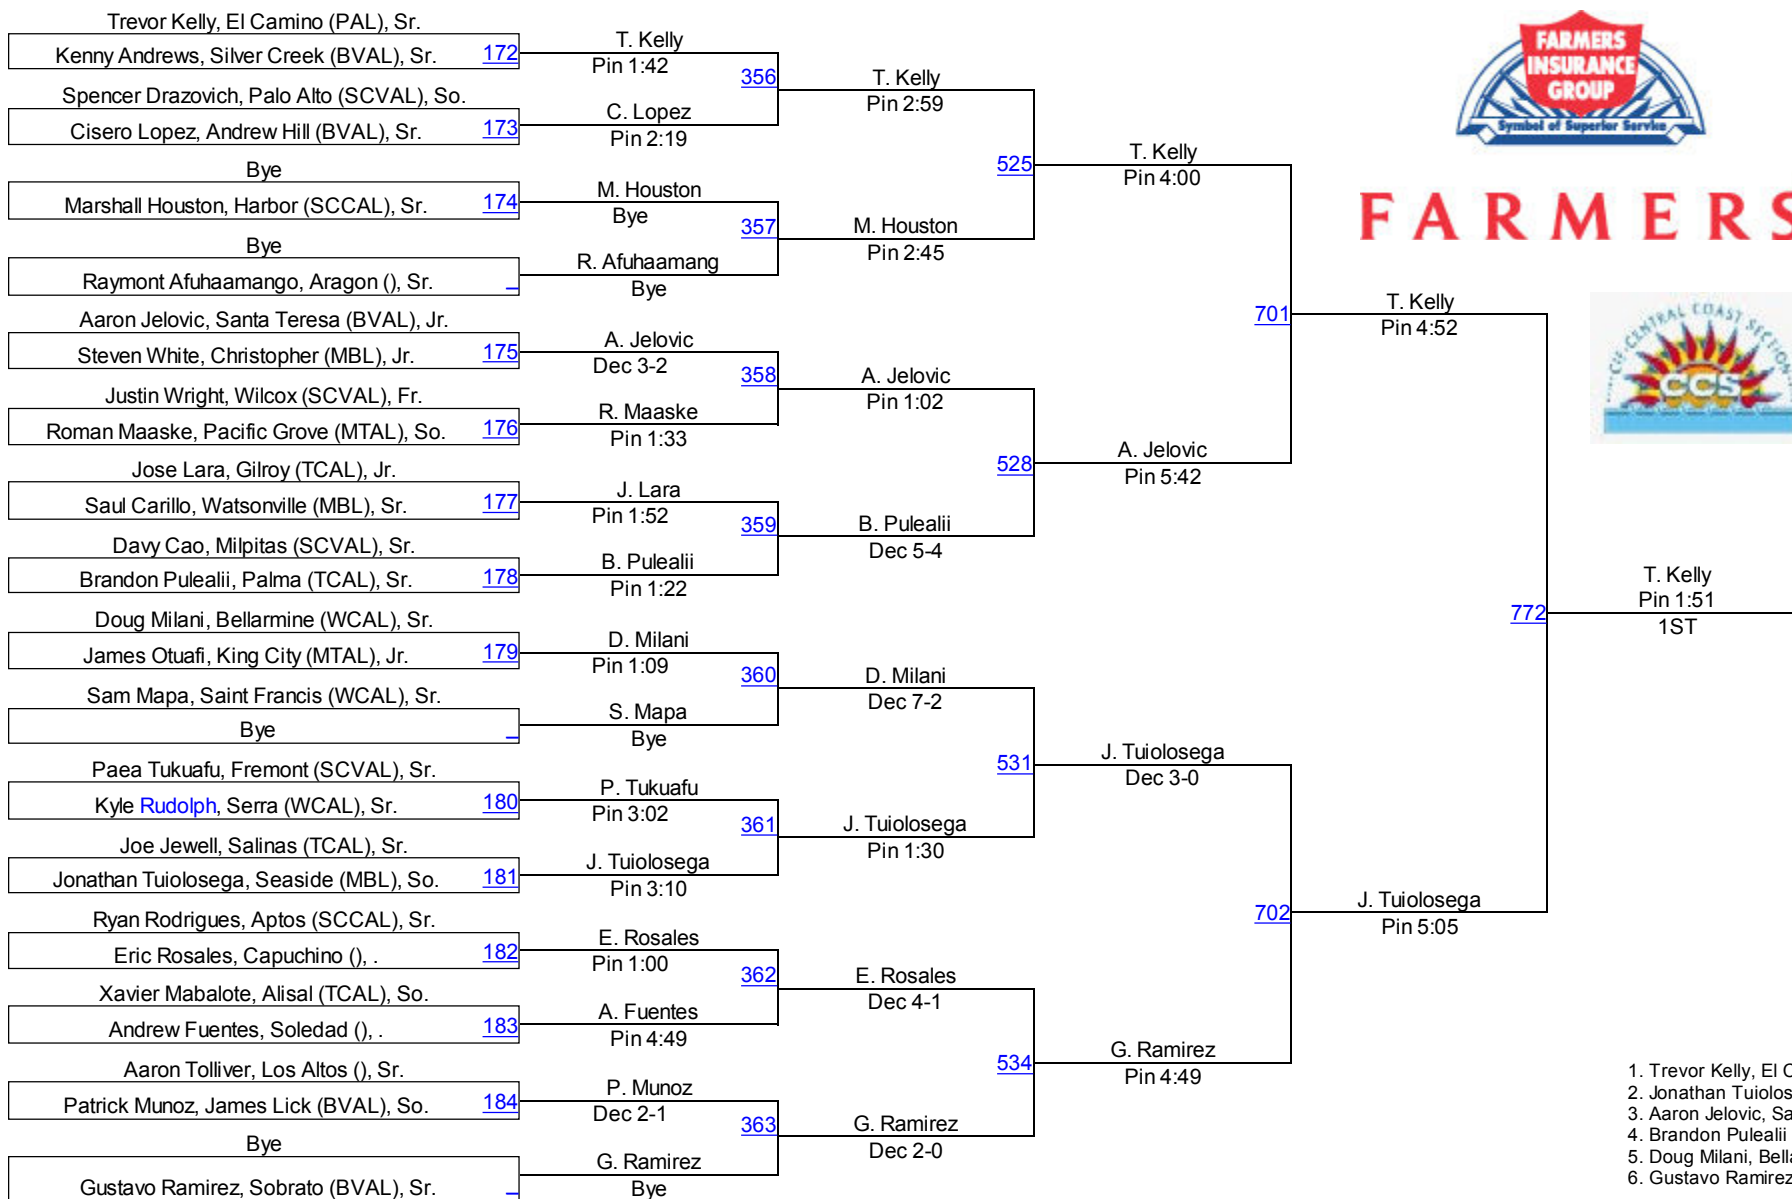 Trevor Kelly, El Camino (PAL), Sr.
Kenny Andrews, Silver Creek (BVAL), Sr. 172
Spencer Drazovich, Palo Alto (SCVAL), So.
Cisero Lopez, Andrew Hill (BVAL), Sr. 173
Bye
Marshall Houston, Harbor (SCCAL), Sr. 174
Bye
Raymont Afuhaamango, Aragon (), Sr.
Aaron Jelovic, Santa Teresa (BVAL), Jr.
Steven White, Christopher (MBL), Jr. 175
Justin Wright, Wilcox (SCVAL), Fr.
Roman Maaske, Pacific Grove (MTAL), So. 176
Jose Lara, Gilroy (TCAL), Jr.
Saul Carillo, Watsonville (MBL), Sr. 177
Davy Cao, Milpitas (SCVAL), Sr.
Brandon Pulealii, Palma (TCAL), Sr. 178
Doug Milani, Bellarmine (WCAL), Sr.
James Otuafi, King City (MTAL), Jr. 179
Sam Mapa, Saint Francis (WCAL), Sr.
Bye
Paea Tukuafu, Fremont (SCVAL), Sr.
Kyle Rudolph, Serra (WCAL), Sr. 180
Joe Jewell, Salinas (TCAL), Sr.
Jonathan Tuiolosega, Seaside (MBL), So. 181
Ryan Rodrigues, Aptos (SCCAL), Sr.
Eric Rosales, Capuchino (), . 182
Xavier Mabalote, Alisal (TCAL), So.
Andrew Fuentes, Soledad (), . 183
Aaron Tolliver, Los Altos (), Sr.
Patrick Munoz, James Lick (BVAL), So. 184
Bye
Gustavo Ramirez, Sobrato (BVAL), Sr.
T. Kelly
Pin 1:42
356
C. Lopez
Pin 2:19
M. Houston
Bye
357
R. Afuhaamang
Bye
A. Jelovic
Dec 3-2
358
R. Maaske
Pin 1:33
J. Lara
Pin 1:52
359
B. Pulealii
Pin 1:22
D. Milani
Pin 1:09
360
S. Mapa
Bye
P. Tukuafu
Pin 3:02
361
J. Tuiolosega
Pin 3:10
E. Rosales
Pin 1:00
362
A. Fuentes
Pin 4:49
P. Munoz
Dec 2-1
363
G. Ramirez
Bye
T. Kelly
Pin 2:59
525
M. Houston
Pin 2:45
A. Jelovic
Pin 1:02
528
B. Pulealii
Dec 5-4
D. Milani
Dec 7-2
531
J. Tuiolosega
Pin 1:30
E. Rosales
Dec 4-1
534
G. Ramirez
Dec 2-0
T. Kelly
Pin 4:00
701
A. Jelovic
Pin 5:42
J. Tuiolosega
Dec 3-0
702
G. Ramirez
Pin 4:49
T. Kelly
Pin 4:52
772
J. Tuiolosega
Pin 5:05
T. Kelly
Pin 1:51
1ST
FARMERS
INSURANCE
GROUP
Symbol of Superior Service
FARMERS
CIF-CENTRAL COAST SECTION
CCS
1. Trevor Kelly, El C
2. Jonathan Tuiolos
3. Aaron Jelovic, Sa
4. Brandon Pulealii
5. Doug Milani, Bella
6. Gustavo Ramirez